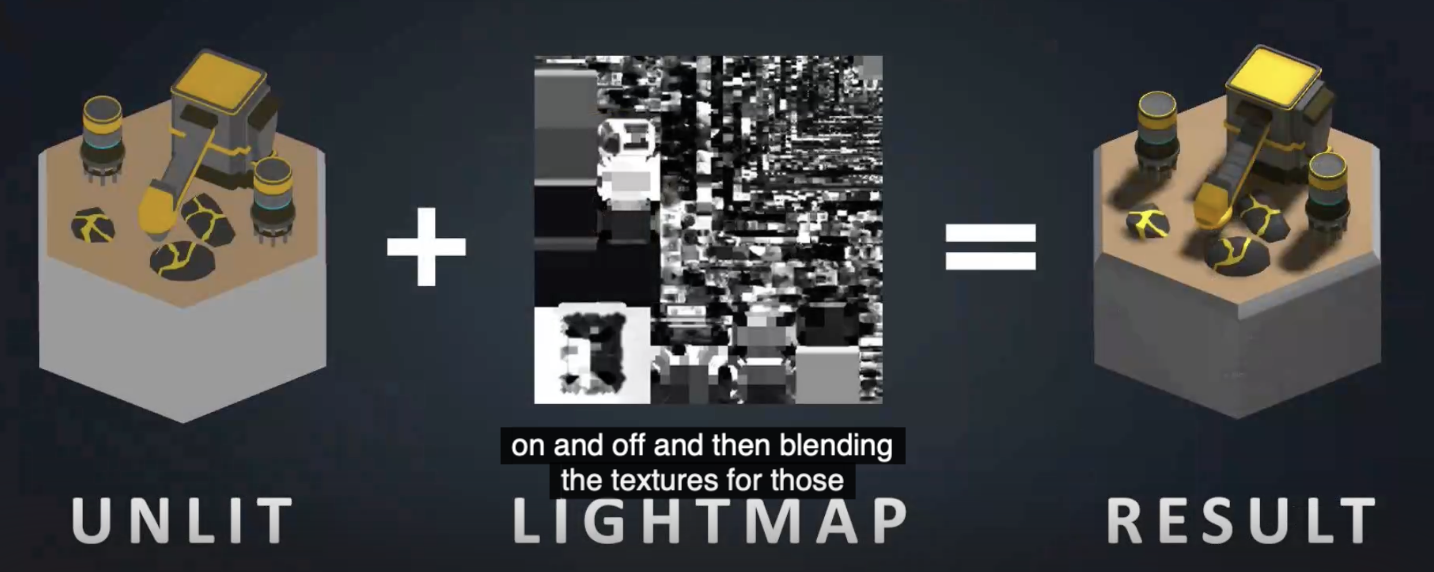 +
=
on and off and then blending
the textures for those
UNLIT
LIGHTMAP
RESULT